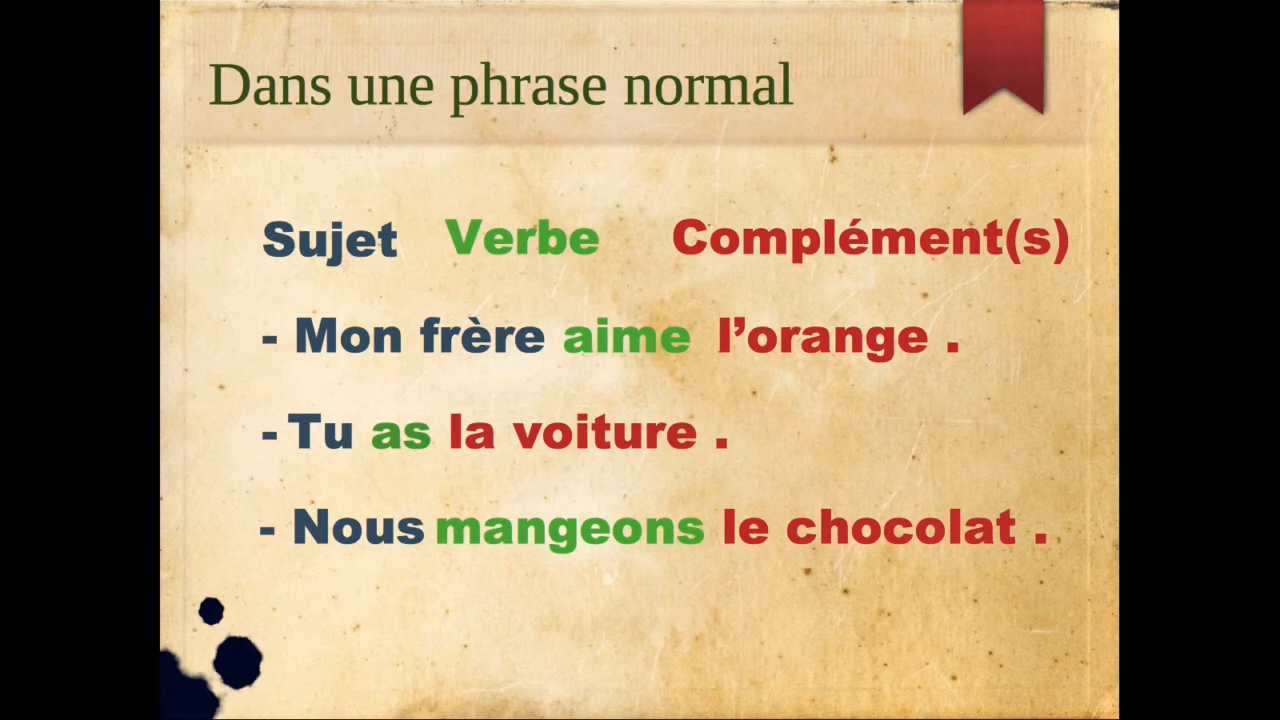 Dans une phrase normal
Sujet Verbe Complément(s)
- Mon frère aime l’orange .
- Tu as la voiture .
- Nous mangeons le chocolat .